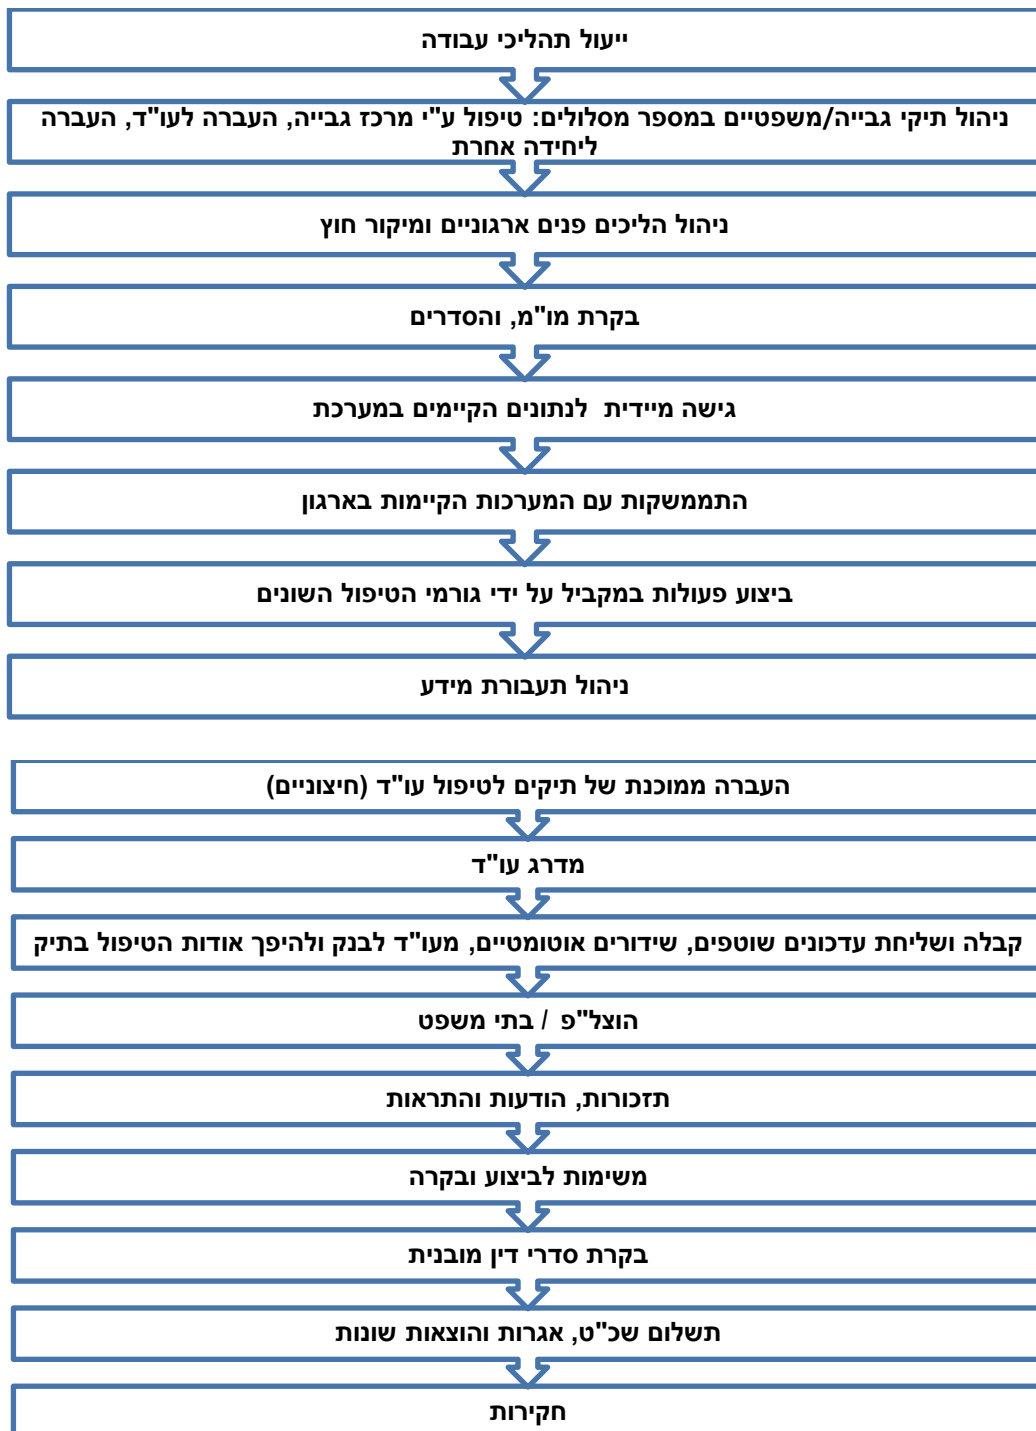 ייעול תהליכי עבודה
ניהול תיקי גבייה/משפטיים במספר מסלולים: טיפול ע"י מרכז גבייה, העברה לעו"ד, העברה
ליחידה אחרת
ניהול הליכים פנים ארגוניים ומיקור חוץ
בקרת מו"מ, והסדרים
גישה מיידית לנתונים הקיימים במערכת
התממשקות עם המערכות הקיימות בארגון
ביצוע פעולות במקביל על ידי גורמי הטיפול השונים
ניהול תעבורת מידע
העברה ממוכנת של תיקים לטיפול עו"ד (חיצוניים)
מדרג עו"ד
קבלה ושליחת עדכונים שוטפים, שידורים אוטומטיים, מעו"ד לבנק ולהיפך אודות הטיפול בתיק
הוצל"פ / בתי משפט
תזכורות, הודעות והתראות
משימות לביצוע ובקרה
בקרת סדרי דין מובנית
תשלום שכ"ט, אגרות והוצאות שונות
חקירות